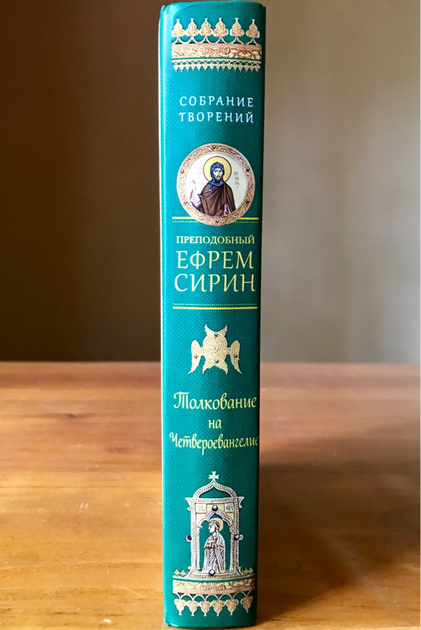 СОБРАНИЕ
ТВОРЕНИЙ
ПРЕПОДОБНЫЙ
ЕФРЕМ
СИРИН
Толкование
на
Четвероевангелие